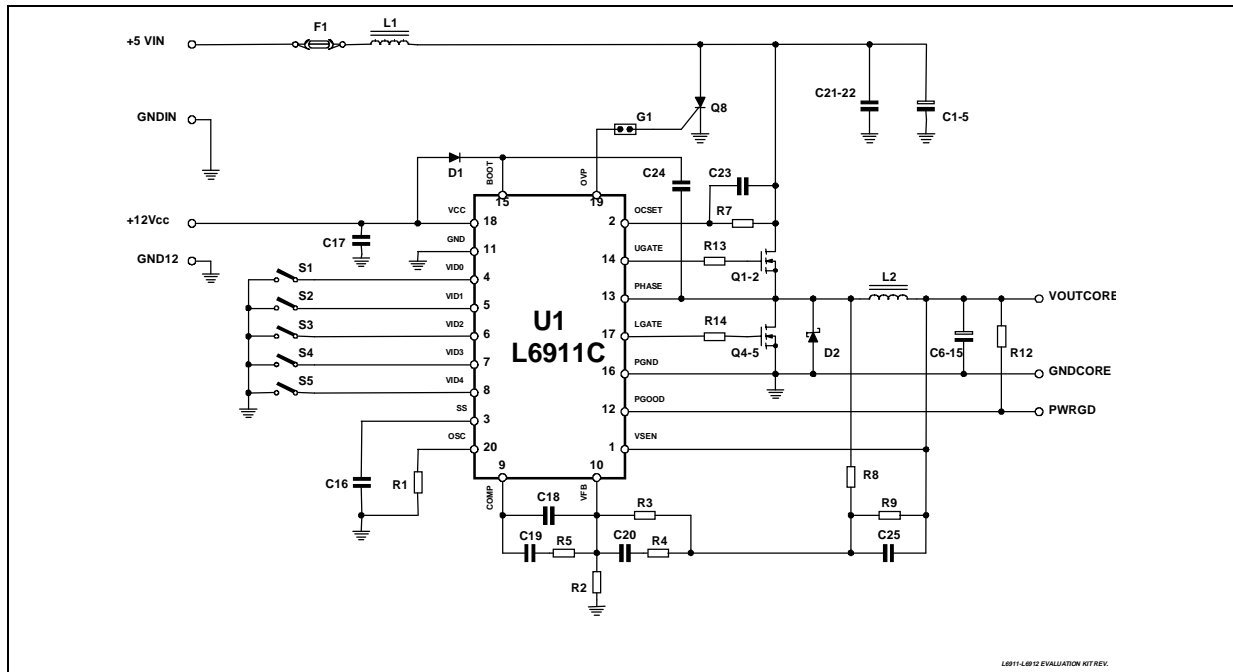 F1
L1
+5 VIN
C21-22
C1-5
Q8
GNDIN
G1
D1
BOOT
OVP
C24
C23
15
19
VCC
OCSET
R7
+12Vcc
18
2
C17
GND
11
UGATE
R13
14
Q1-2
GND12
S1
VID0
4
PHASE
13
L2
VOUTCORE
S2
VID1
5
U1
L6911C
LGATE
R14
17
Q4-5
D2
C6-15
R12
S3
VID2
6
S4
VID3
7
PGND
16
GNDCORE
S5
VID4
8
PGOOD
12
PWRGD
SS
3
OSC
20
VSEN
1
9
10
C16
R1
COMP
VFB
C18
R3
R8
R9
C19
R5
C20
R4
C25
R2
L6911-L6912 EVALUATION KIT REV.